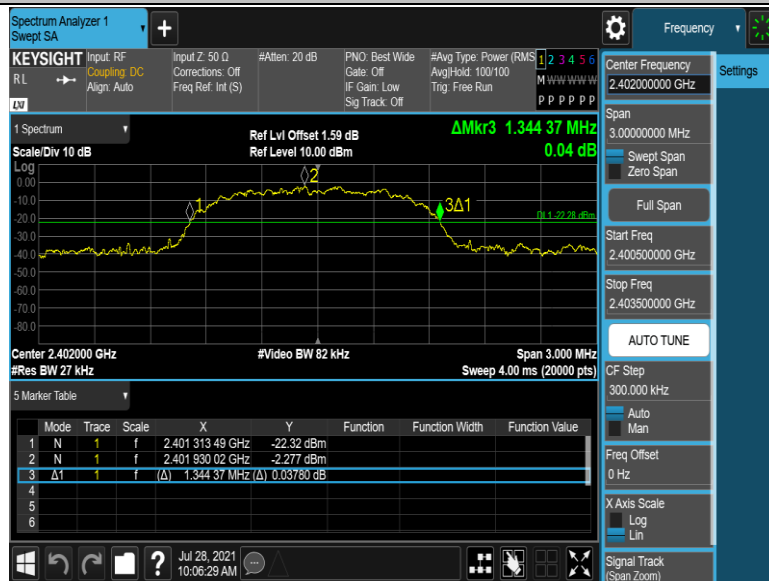 Spectrum Analyzer 1
Swept SA
+
Frequency
KEYSIGHT Input: RF Input Z: 50 Ω #Atten: 20 dB PNO: Best Wide #Avg Type: Power (RMS 1 2 3 4 5 6
RL Coupling: DC Corrections: Off Gate: Off Avg|Hold: 100/100 M W W W W W
Align: Auto Freq Ref: Int (S) IF Gain: Low Trig: Free Run
LXI Sig Track: Off P P P P P P
1 Spectrum Ref Lvl Offset 1.59 dB ΔMkr3 1.344 37 MHz
Scale/Div 10 dB Ref Level 10.00 dBm 0.04 dB
Log
0.00
-10.0
-20.0
-30.0
-40.0
-50.0
-60.0
-70.0
-80.0
1
2
3Δ1
DL1 -22.28 dBm
Center 2.402000 GHz #Video BW 82 kHz Span 3.000 MHz
#Res BW 27 kHz Sweep 4.00 ms (20000 pts)
5 Marker Table
Mode Trace Scale X Y Function Function Width Function Value
1 N 1 f 2.401 313 49 GHz -22.32 dBm
2 N 1 f 2.401 930 02 GHz -2.277 dBm
3 Δ1 1 f (Δ) 1.344 37 MHz (Δ) 0.03780 dB
4
5
6
? Jul 28, 2021
10:06:29 AM
Center Frequency
2.402000000 GHz
Settings
Span
3.00000000 MHz
Swept Span
Zero Span
Full Span
Start Freq
2.400500000 GHz
Stop Freq
2.403500000 GHz
AUTO TUNE
CF Step
300.000 kHz
Auto
Man
Freq Offset
0 Hz
X Axis Scale
Log
Lin
Signal Track
(Span Zoom)